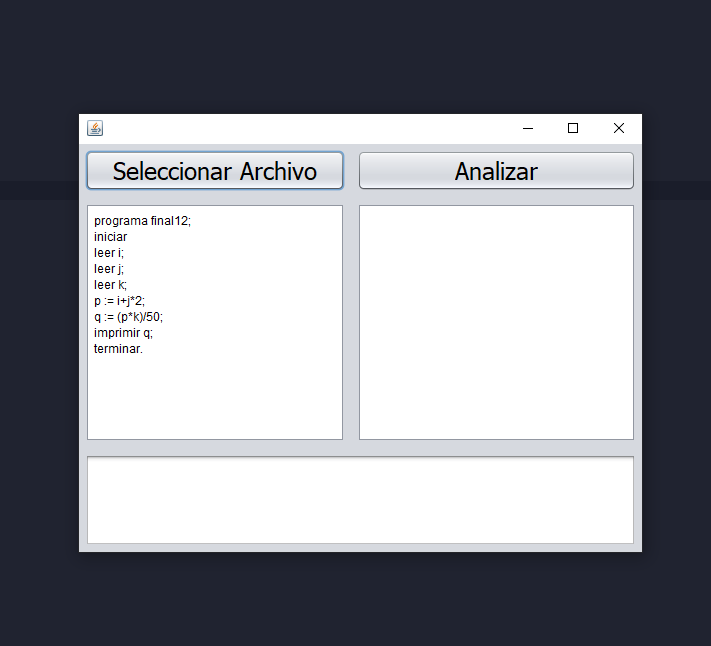 Seleccionar Archivo
Analizar
programa final12;
iniciar
leer i;
leer j;
leer k;
p := i+j*2;
q := (p*k)/50;
imprimir q;
terminar.